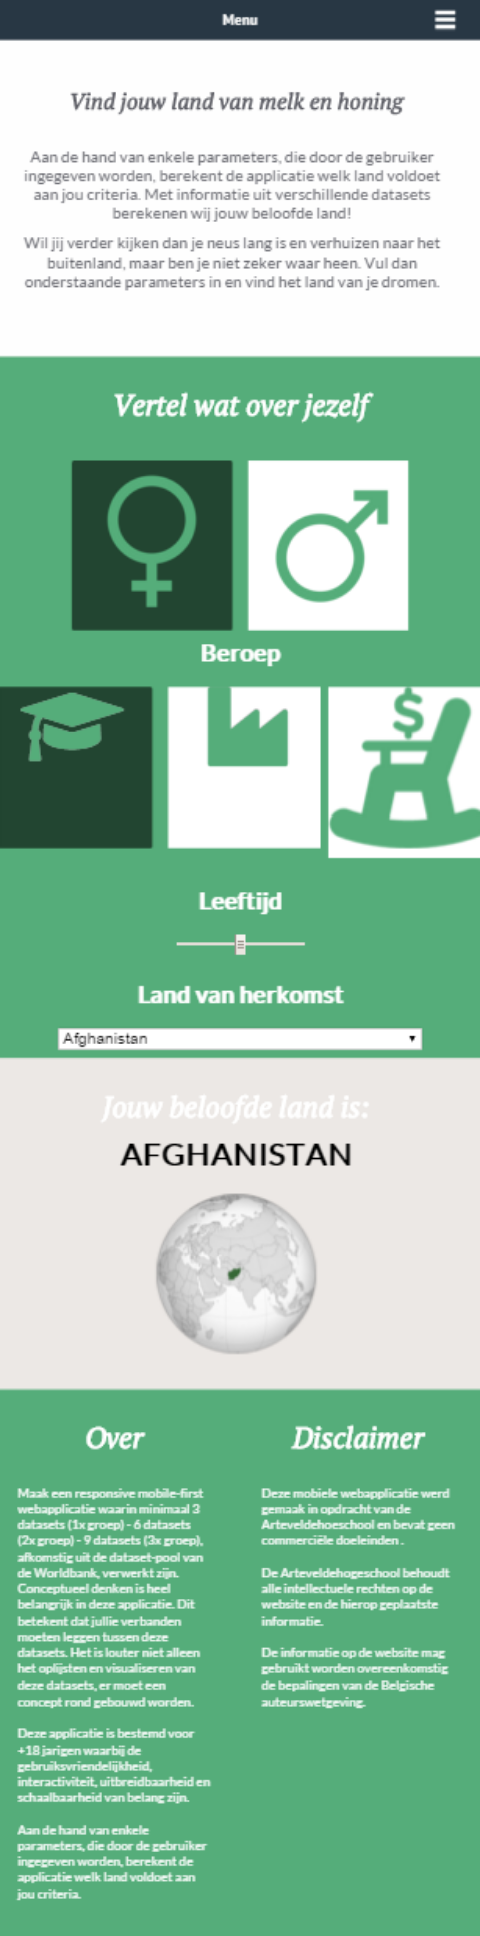 Menu
Vind jouw land van melk en honing
Aan de hand van enkele parameters, die door de gebruiker
ingegeven worden, berekent de applicatie welk land voldoet
aan jou criteria. Met informatie uit verschillende datasets
berekenen wij jouw beloofde land!
Wil jij verder kijken dan je neus lang is en verhuizen naar het
buitenland, maar ben je niet zeker waar heen. Vul dan
onderstaande parameters in en vind het land van je dromen.
Vertel wat over jezelf
Beroep
$
Leeftijd
Land van herkomst
Afghanistan
Jouw beloofde land is:
AFGHANISTAN
Over
Maak een responsive mobile-first
webapplicatie waarin minimaal 3
datasets (1x groep) - 6 datasets
(2x groep) - 9 datasets (3x groep),
afkomstig uit de dataset-pool van
de Worldbank, verwerkt zijn.
Conceptueel denken is heel
belangrijk in deze applicatie. Dit
betekent dat jullie verbanden
moeten leggen tussen deze
datasets. Het is louter niet alleen
het oplijsten en visualiseren van
deze datasets, er moet een
concept rond gebouwd worden.
Deze applicatie is bestemd voor
+18 jarigen waarbij de
gebruiksvriendelijkheid,
interactiviteit, uitbreidbaarheid en
schaalbaarheid van belang zijn.
Aan de hand van enkele
parameters, die door de gebruiker
ingegeven worden, berekent de
applicatie welk land voldoet aan
jou criteria.
Disclaimer
Deze mobiele webapplicatie werd
gemaak in opdracht van de
Arteveldehoeschool en bevat geen
commerciële doeleinden .
De Arteveldehogeschool behoudt
alle intellectuele rechten op de
website en de hierop geplaatste
informatie.
De informatie op de website mag
gebruikt worden overeenkomstig
de bepalingen van de Belgische
auteurswetgeving.